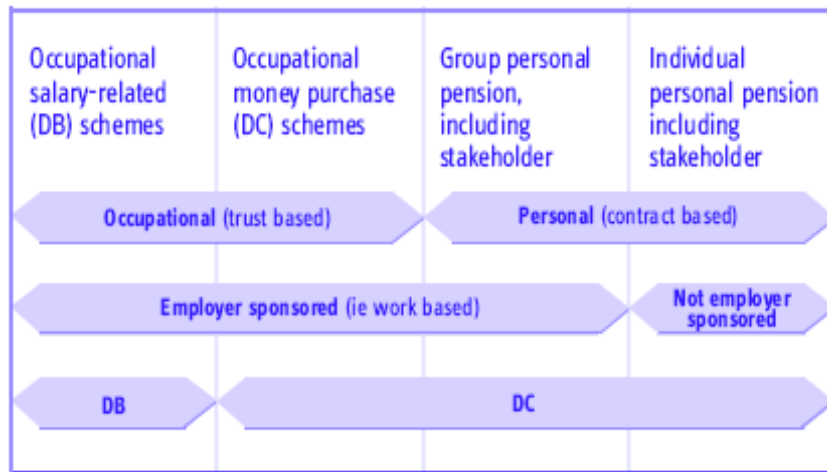 Occupational
salary-related
(DB) schemes
Occupational
money purchase
(DC) schemes
Group personal
pension,
including
stakeholder
Individual
personal pension
including
stakeholder
Occupational (trust based)
Personal (contract based)
Employer sponsored (ie work based)
Not employer
sponsored
DB
DC